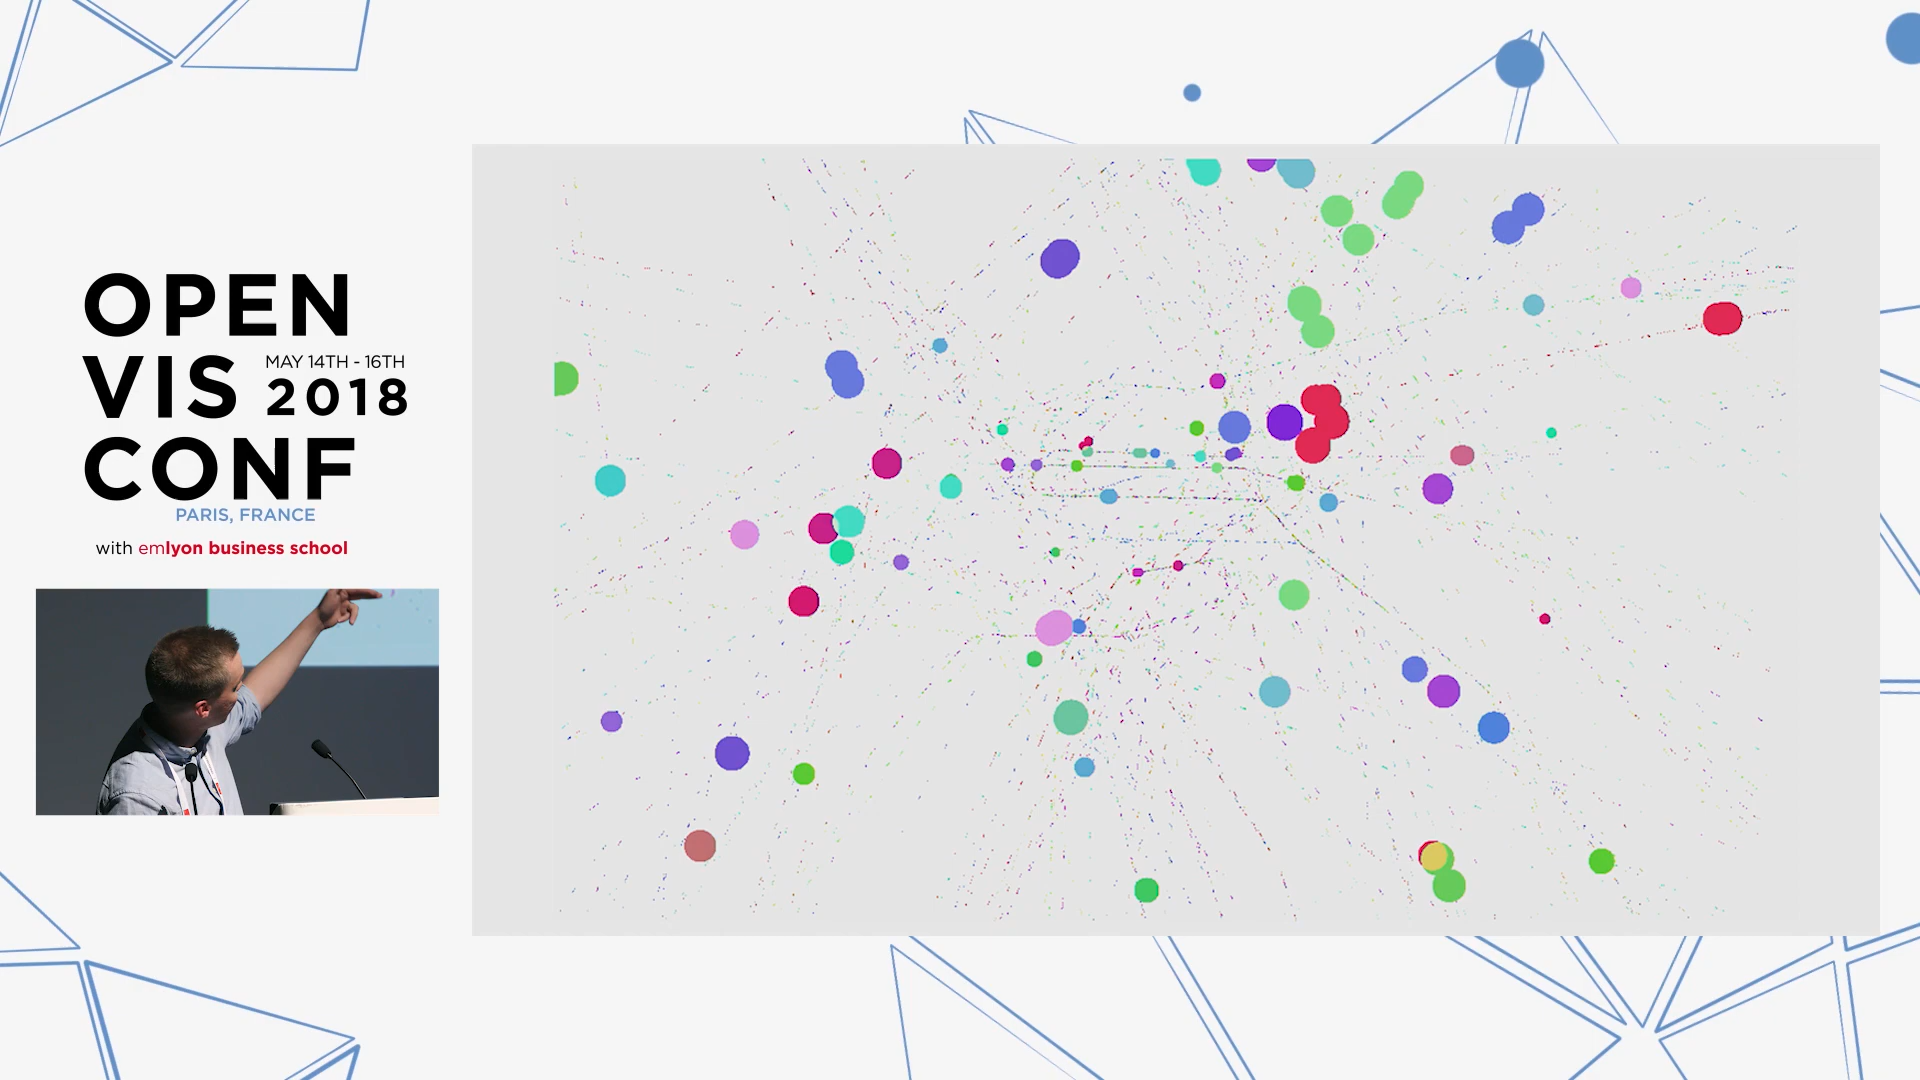 OPEN
VIS MAY 14TH - 16TH
2018
CONF
PARIS, FRANCE
with emlyon business school